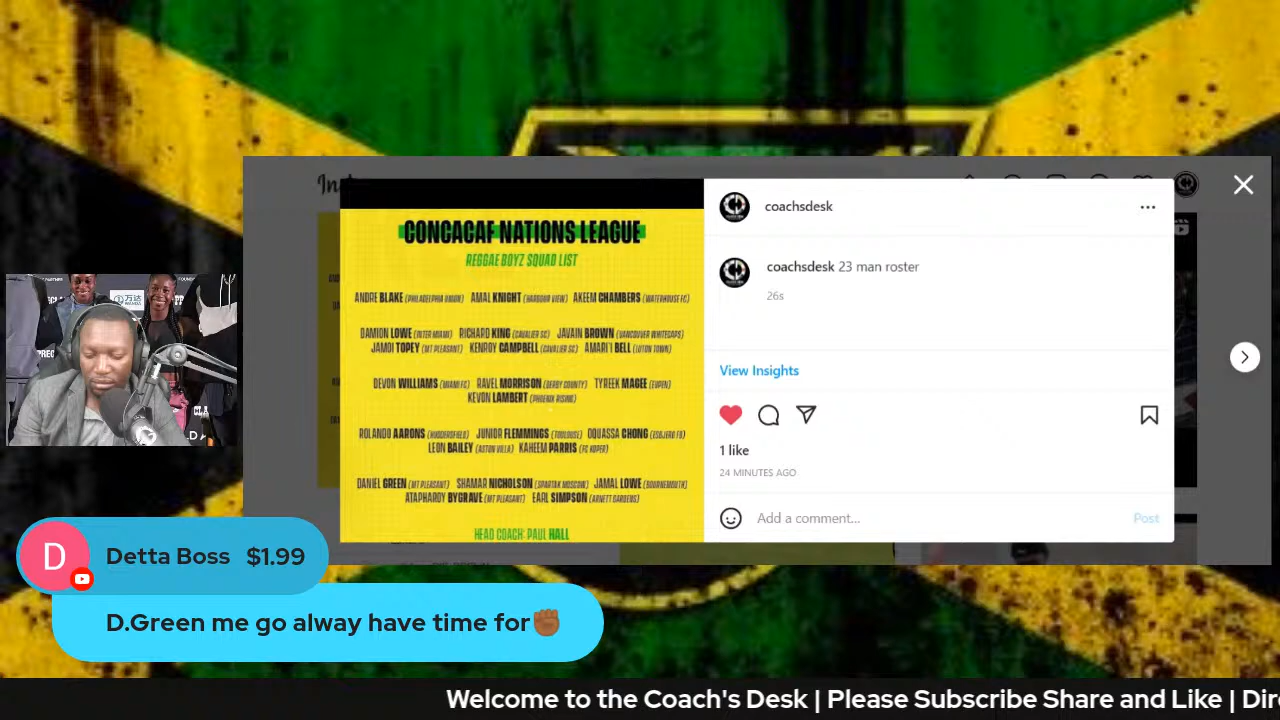 CONCACAF NATIONS LEAGUE
REGGAE BOYZ SQUAD LIST
ANDRE BLAKE (PHILADELPHIA UNION) AMAL KNIGHT (HARBOUR VIEW) AKEEM CHAMBERS (WATERHOUSE FC)
DAMION LOWE (INTER MIAMI) RICHARD KING (CAVALIER SC) JAVAIN BROWN (VANCOUVER WHITECAPS)
JAMOI TOPEY (MT PLEASANT) KENROY CAMPBELL (CAVALIER SC) AMARI'I BELL (LUTON TOWN)
DEVON WILLIAMS (MIAMI FC) RAVEL MORRISON (DERBY COUNTY) TYREEK MAGEE (EUPEN)
KEVON LAMBERT (PHOENIX RISING)
ROLANDO AARONS (HUDDERSFIELD) JUNIOR FLEMMINGS (TOULOUSE) OQUASSA CHONG (ESBJERG FB)
LEON BAILEY (ASTON VILLA) KAHEEM PARRIS (FC KOPER)
DANIEL GREEN (MT PLEASANT) SHAMAR NICHOLSON (SPARTAK MOSCOW) JAMAL LOWE (BOURNEMOUTH)
ATAPHARDY BYGRAVE (MT PLEASANT) EARL SIMPSON (ARNETT GARDENS)
HEAD COACH: PAUL HALL
coachsdesk
coachsdesk 23 man roster
26s
View Insights
1 like
24 MINUTES AGO
Add a comment... Post
D
Detta Boss $1.99
D.Green me go alway have time for✊🏾
Welcome to the Coach's Desk | Please Subscribe Share and Like | Dir